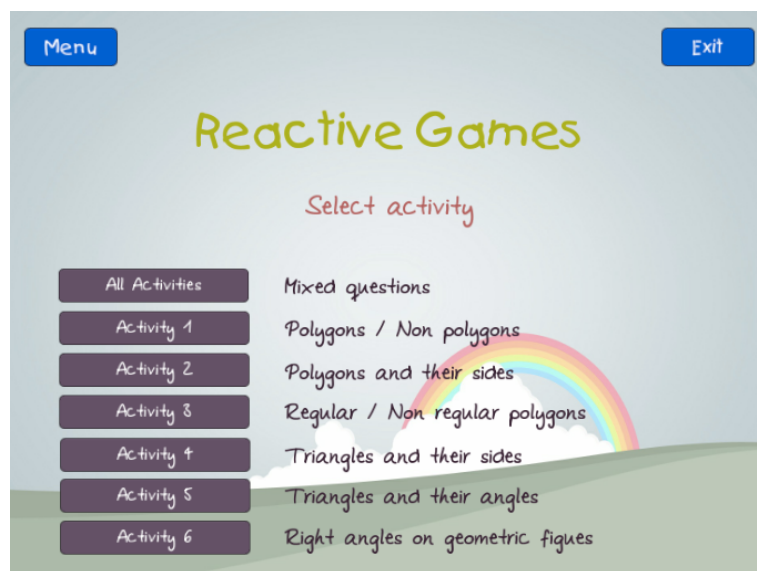 Menu
Exit
Reactive Games
Select activity
All Activities Mixed questions
Activity 1 Polygons / Non polygons
Activity 2 Polygons and their sides
Activity 3 Regular / Non regular polygons
Activity 4 Triangles and their sides
Activity 5 Triangles and their angles
Activity 6 Right angles on geometric figues